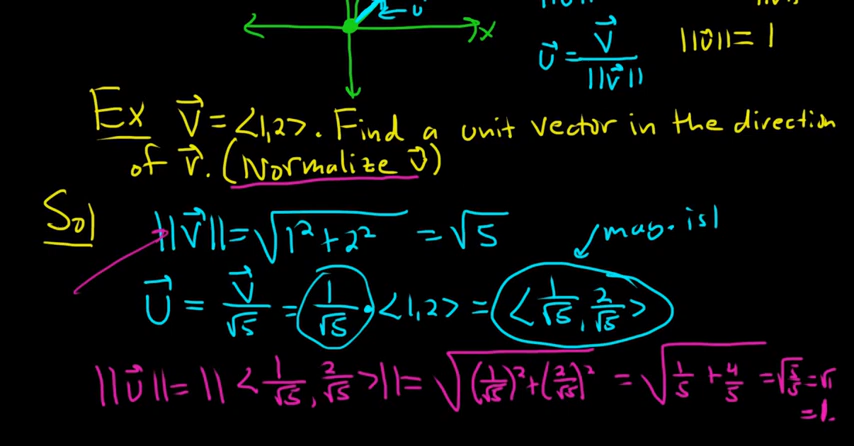 u
x
u⃗ = v⃗ / ||v⃗||
||u⃗|| = 1
Ex v⃗ = <1,2>. Find a unit vector in the direction
of v⃗. (Normalize v⃗)
Sol ||v⃗|| = √(1² + 2²) = √5
mag. is 1
u⃗ = v⃗/√5 = 1/√5 · <1,2> = <1/√5, 2/√5>
||u⃗|| = || <1/√5, 2/√5> || = √((1/√5)² + (2/√5)²) = √(1/5 + 4/5) = √(5/5) = √1
= 1.